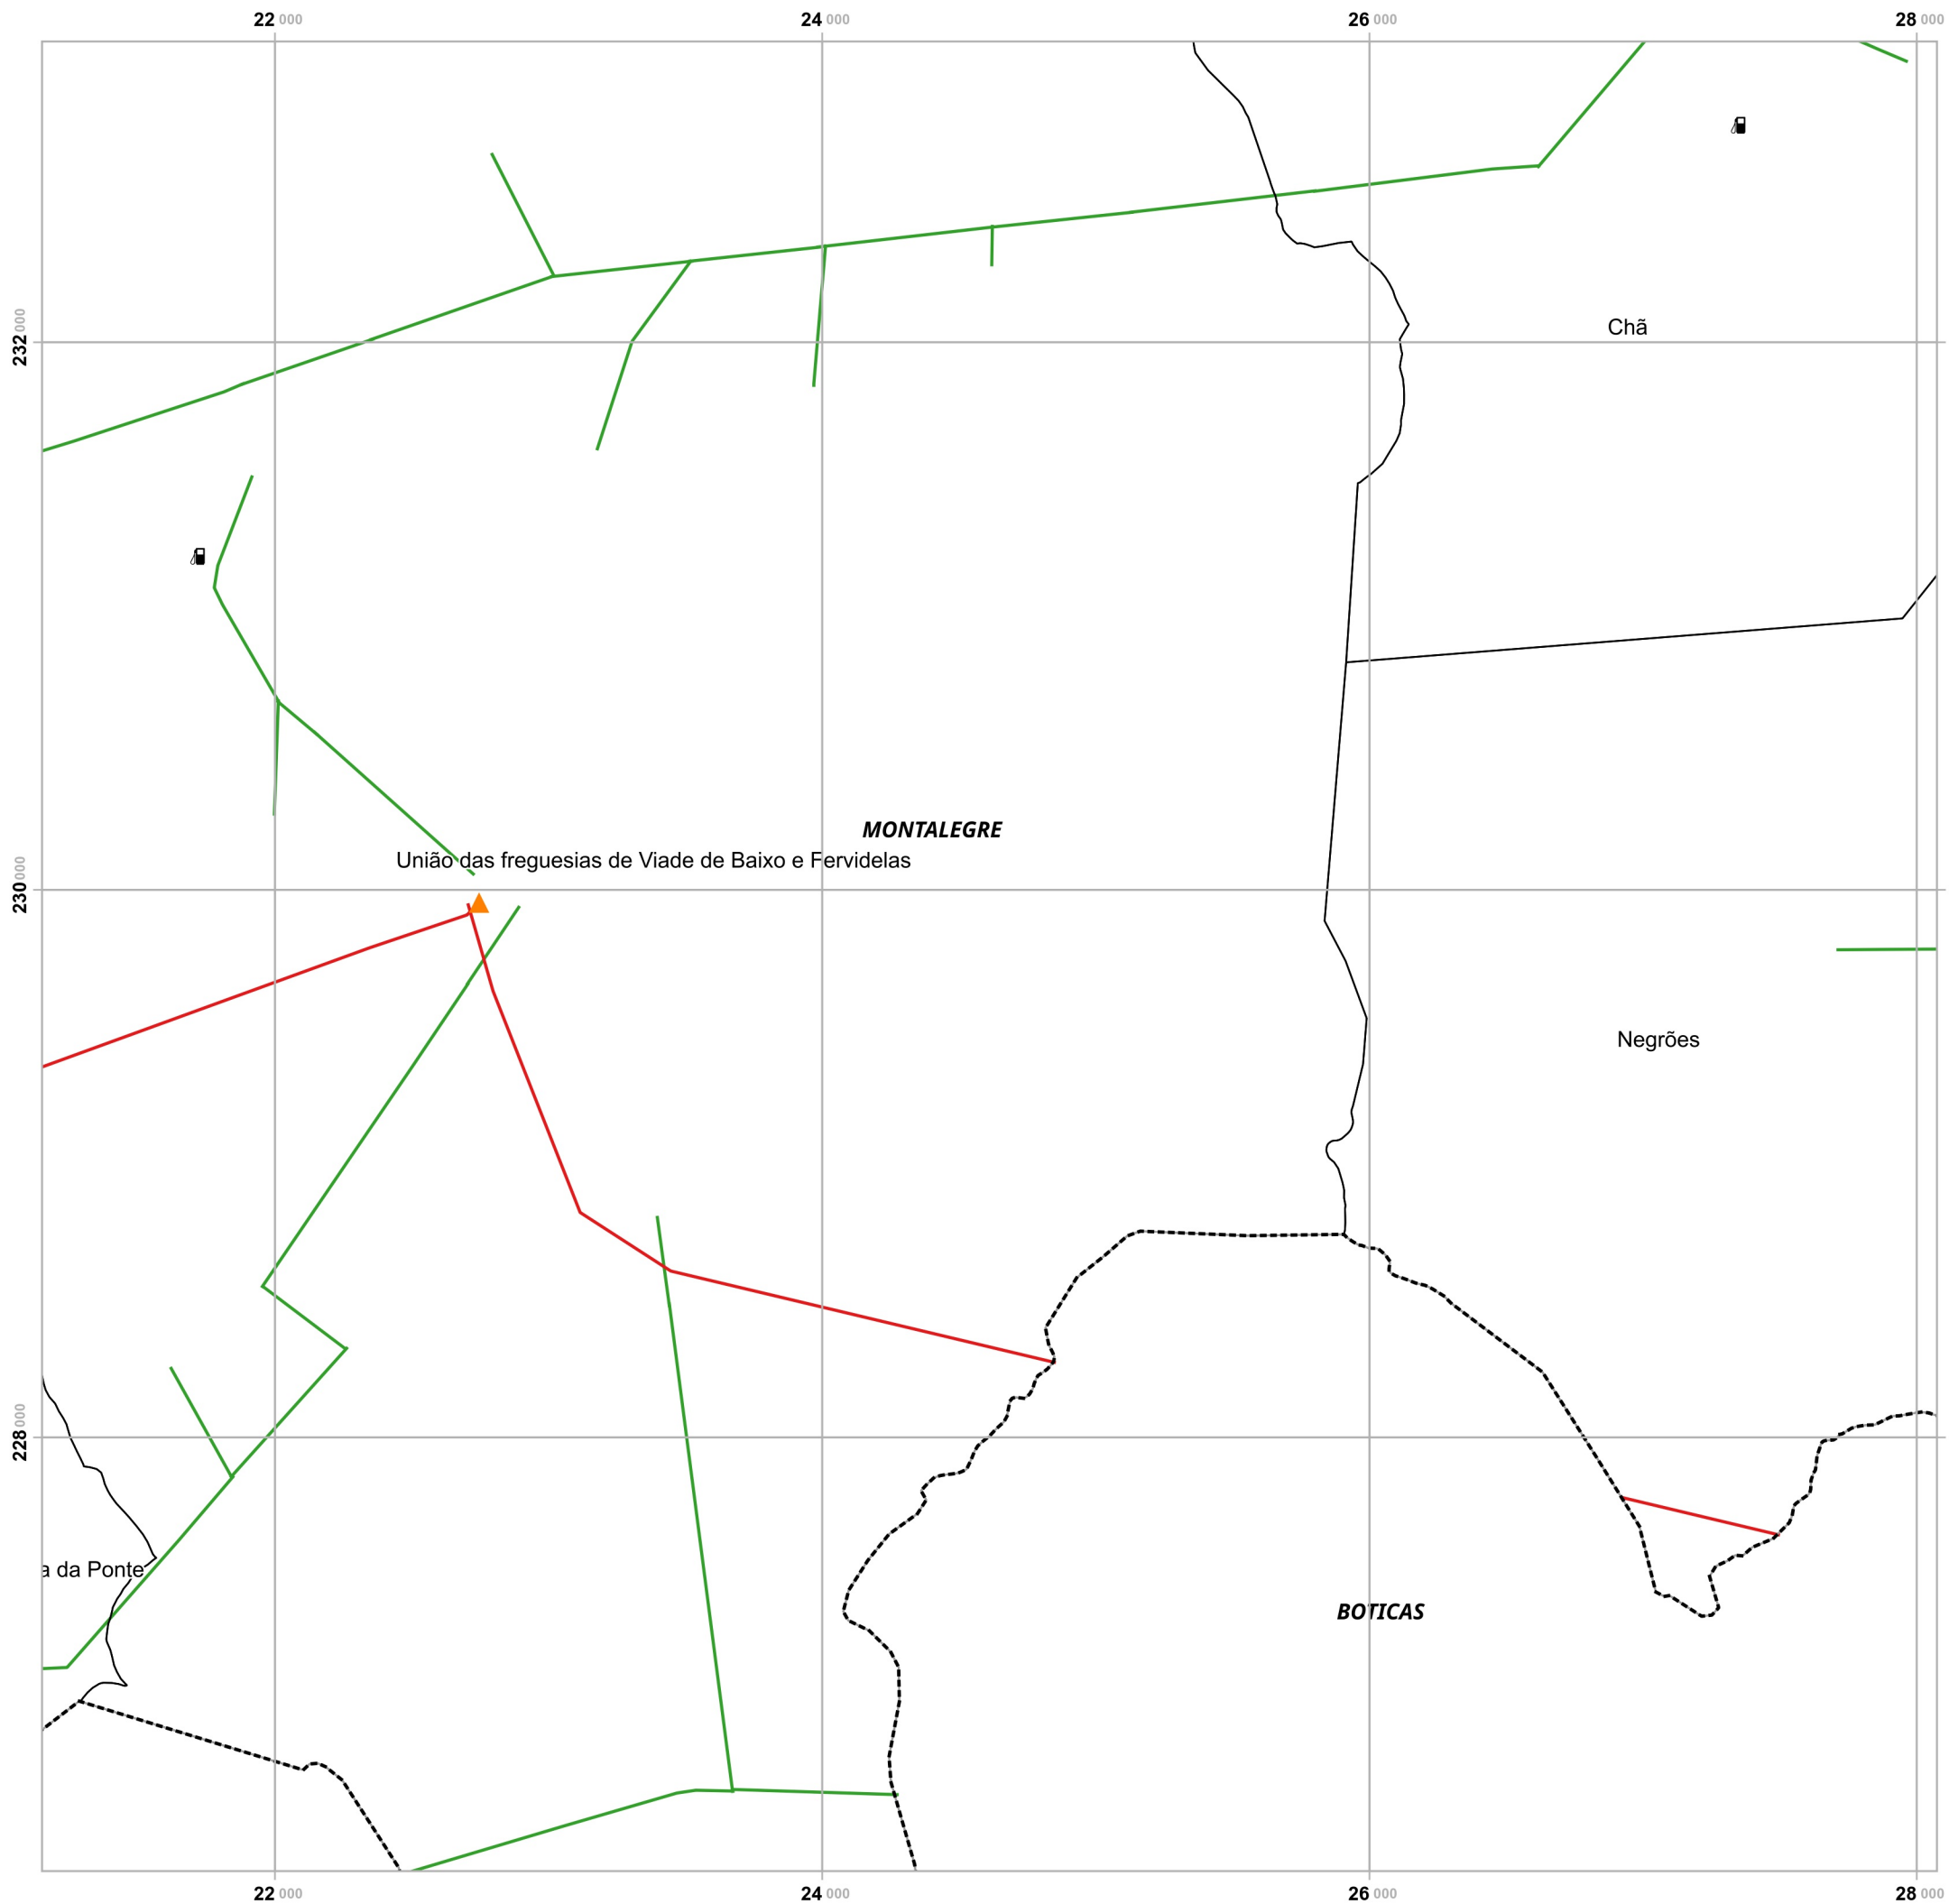 22 000
24 000
26 000
28 000
232 000
Chã
MONTALEGRE
União das freguesias de Viade de Baixo e Fervidelas
230 000
Negrões
228 000
a da Ponte
BOTICAS
22 000
24 000
26 000
28 000